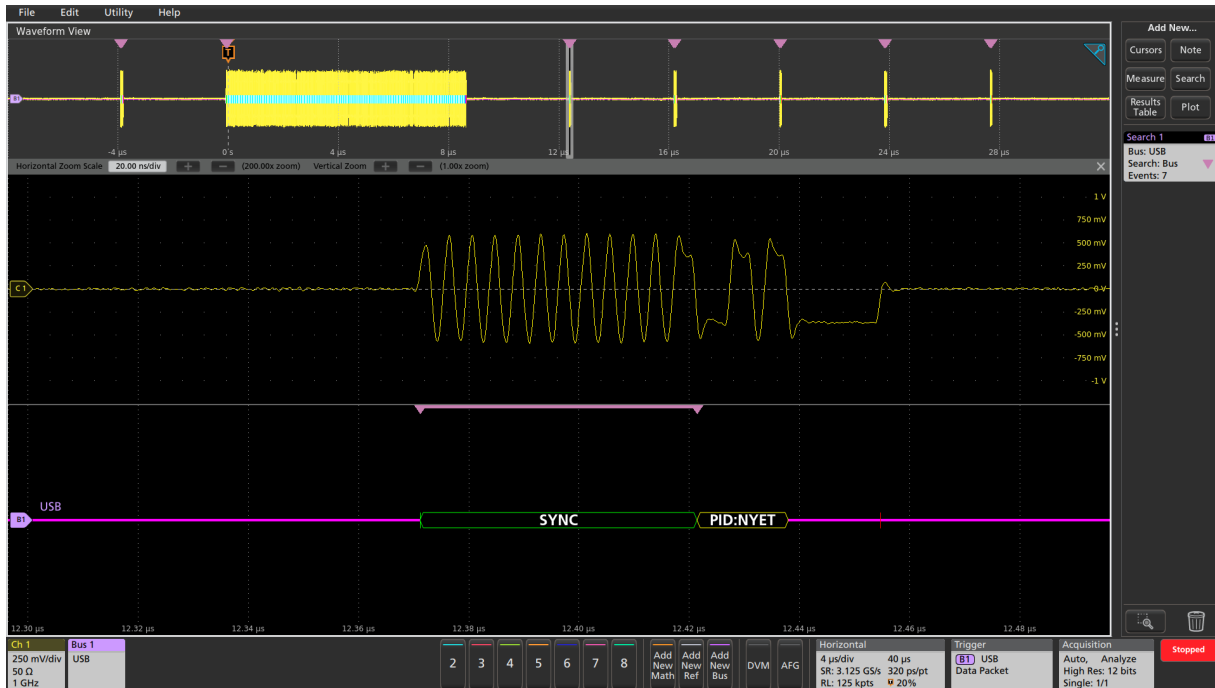 File Edit Utility Help
Waveform View
Add New...
Cursors Note
Measure Search
Results Table Plot
T
B1
-4 µs 0 s 4 µs 8 µs 12 µs 16 µs 20 µs 24 µs 28 µs
Search 1 B1
Bus: USB
Search: Bus
Events: 7
Horizontal Zoom Scale 20.00 ns/div + - (200.00x zoom) Vertical Zoom + - (1.00x zoom) X
1 V
750 mV
500 mV
250 mV
C1 0 V
-250 mV
-500 mV
-750 mV
-1 V
USB
B1 SYNC PID:NYET
12.30 µs 12.32 µs 12.34 µs 12.36 µs 12.38 µs 12.40 µs 12.42 µs 12.44 µs 12.46 µs 12.48 µs
Ch 1
250 mV/div
50 Ω
1 GHz
Bus 1
USB
2 3 4 5 6 7 8
Add New Math
Add New Ref
Add New Bus
DVM AFG
Horizontal
4 µs/div 40 µs
SR: 3.125 GS/s 320 ps/pt
RL: 125 kpts 20%
Trigger
B1 USB
Data Packet
Acquisition
Auto, Analyze
High Res: 12 bits
Single: 1/1
Stopped